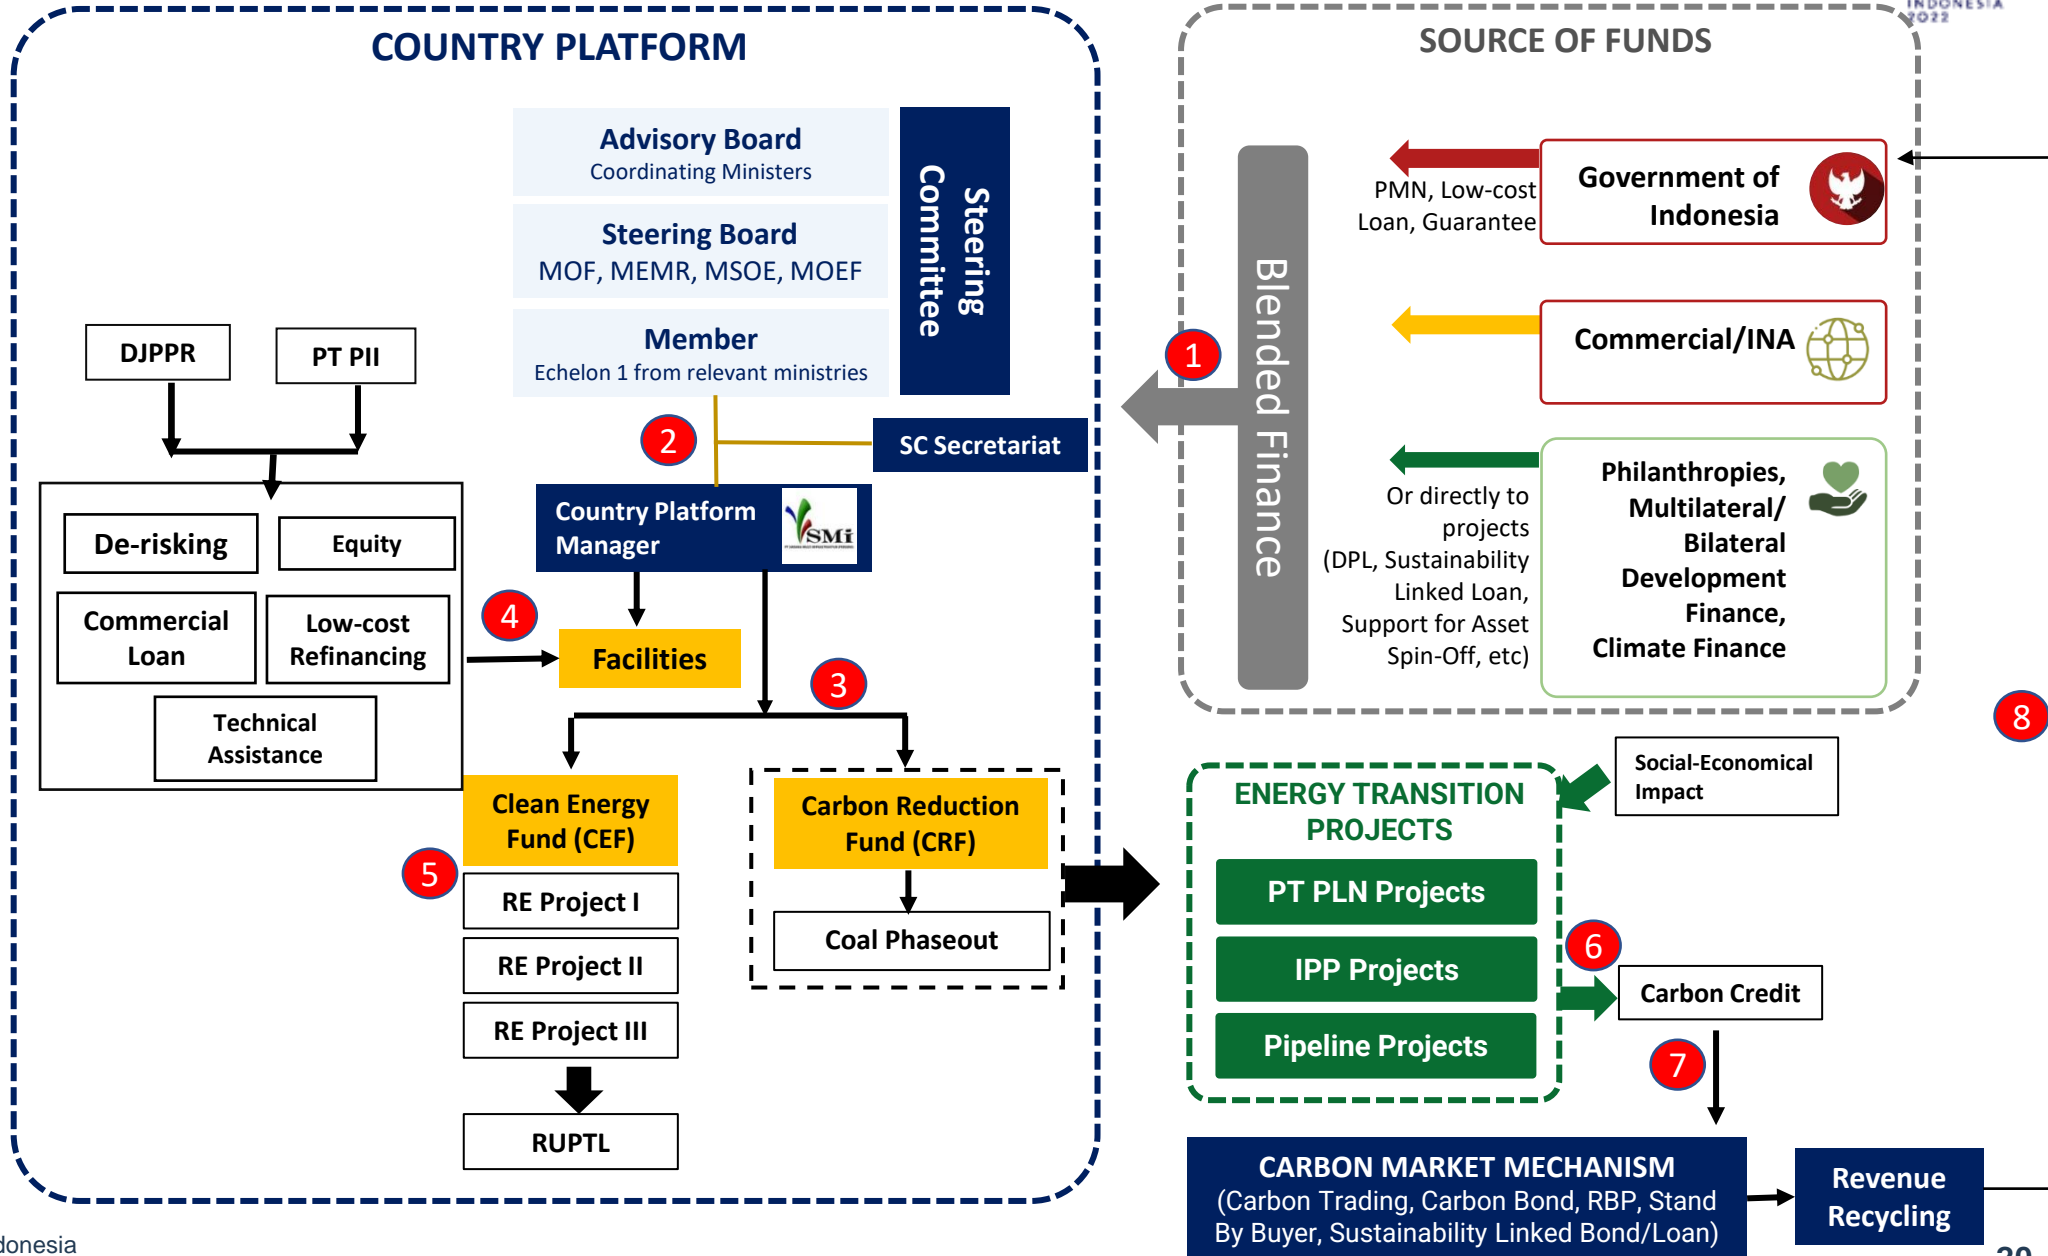 INDONESIA
2022
COUNTRY PLATFORM
Advisory Board
Coordinating Ministers
Steering Board
MOF, MEMR, MSOE, MOEF
Member
Echelon 1 from relevant ministries
Steering
Committee
DJPPR
PT PII
2
SC Secretariat
Country Platform
Manager
SMi
De-risking
Equity
Commercial
Loan
Low-cost
Refinancing
Technical
Assistance
4
Facilities
3
Clean Energy
Fund (CEF)
Carbon Reduction
Fund (CRF)
5
RE Project I
RE Project II
RE Project III
Coal Phaseout
RUPTL
SOURCE OF FUNDS
1
Blended Finance
PMN, Low-cost
Loan, Guarantee
Government of
Indonesia
Commercial/INA
Or directly to
projects
(DPL, Sustainability
Linked Loan,
Support for Asset
Spin-Off, etc)
Philanthropies,
Multilateral/
Bilateral
Development
Finance,
Climate Finance
8
Social-Economical
Impact
ENERGY TRANSITION
PROJECTS
PT PLN Projects
IPP Projects
Pipeline Projects
6
Carbon Credit
7
CARBON MARKET MECHANISM
(Carbon Trading, Carbon Bond, RBP, Stand
By Buyer, Sustainability Linked Bond/Loan)
Revenue
Recycling
donesia